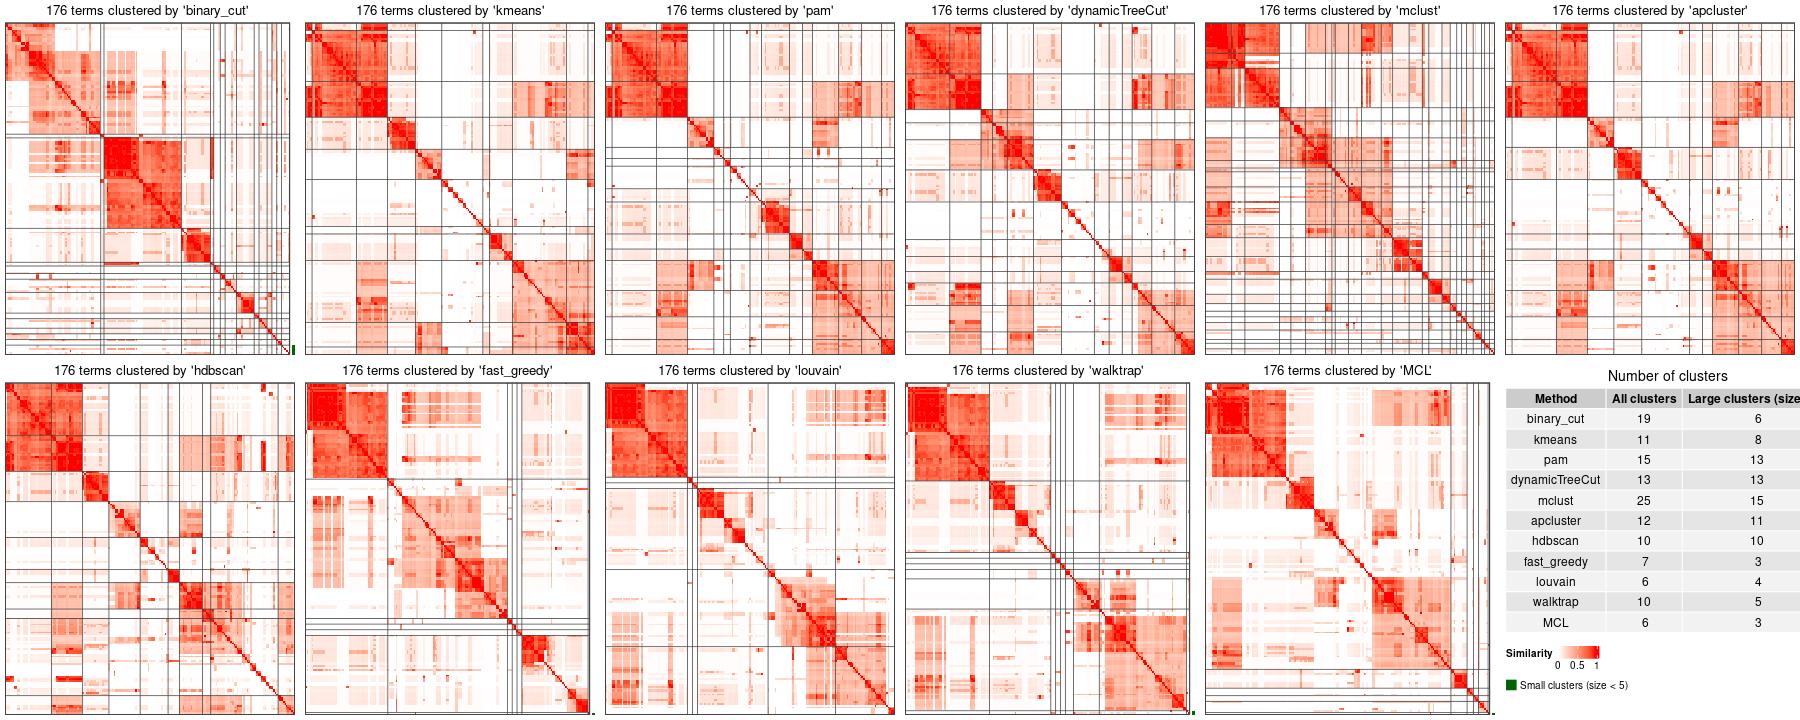 176 terms clustered by 'binary_cut'
176 terms clustered by 'kmeans'
176 terms clustered by 'pam'
176 terms clustered by 'dynamicTreeCut'
176 terms clustered by 'mclust'
176 terms clustered by 'apcluster'
176 terms clustered by 'hdbscan'
176 terms clustered by 'fast_greedy'
176 terms clustered by 'louvain'
176 terms clustered by 'walktrap'
176 terms clustered by 'MCL'
Number of clusters
Method All clusters Large clusters (size
binary_cut 19 6
kmeans 11 8
pam 15 13
dynamicTreeCut 13 13
mclust 25 15
apcluster 12 11
hdbscan 10 10
fast_greedy 7 3
louvain 6 4
walktrap 10 5
MCL 6 3
Similarity
0 0.5 1
Small clusters (size < 5)